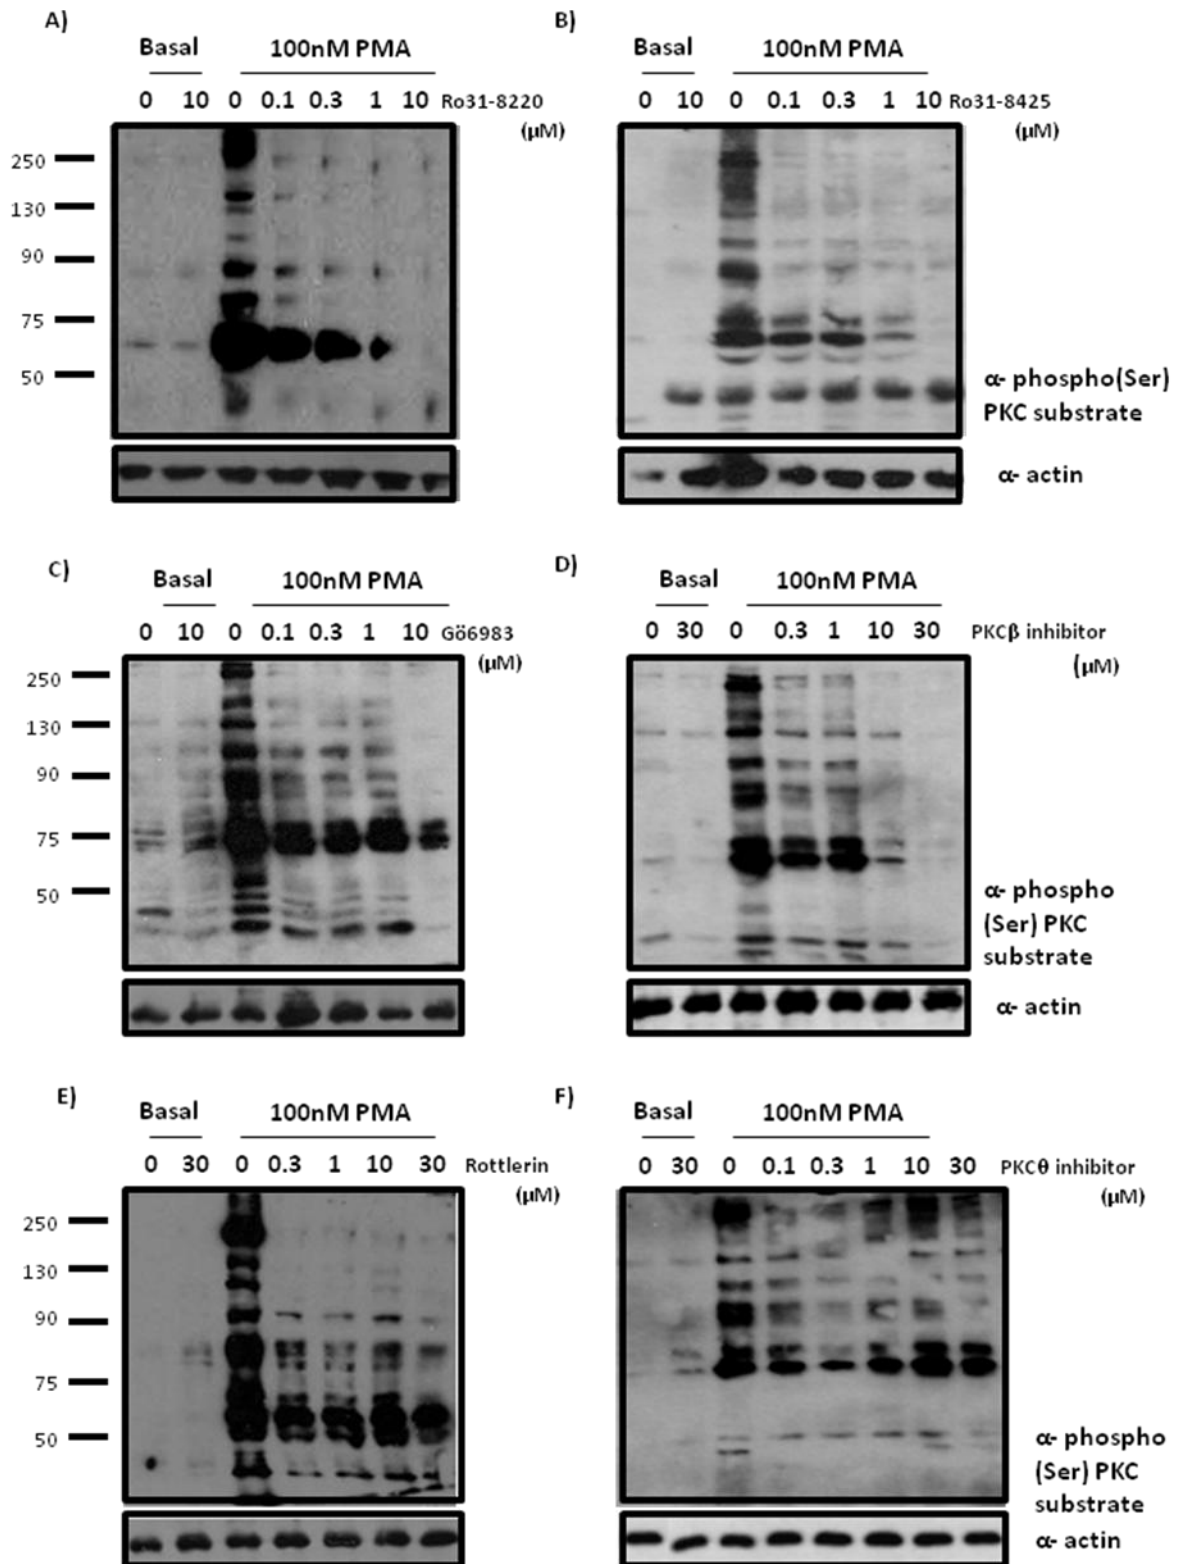 A)
Basal
100nM PMA
0 10 0 0.1 0.3 1 10 Ro31-8220
(µM)
250
130
90
75
50
B)
Basal
100nM PMA
0 10 0 0.1 0.3 1 10 Ro31-8425
(µM)
α- phospho(Ser)
PKC substrate
α- actin
C)
Basal
100nM PMA
0 10 0 0.1 0.3 1 10 Gö6983
(µM)
250
130
90
75
50
D)
Basal
100nM PMA
0 30 0 0.3 1 10 30 PKCβ inhibitor
(µM)
α- phospho
(Ser) PKC
substrate
α- actin
E)
Basal
100nM PMA
0 30 0 0.3 1 10 30 Rottlerin
(µM)
250
130
90
75
50
F)
Basal
100nM PMA
0 30 0 0.1 0.3 1 10 30 PKCθ inhibitor
(µM)
α- phospho
(Ser) PKC
substrate
α- actin